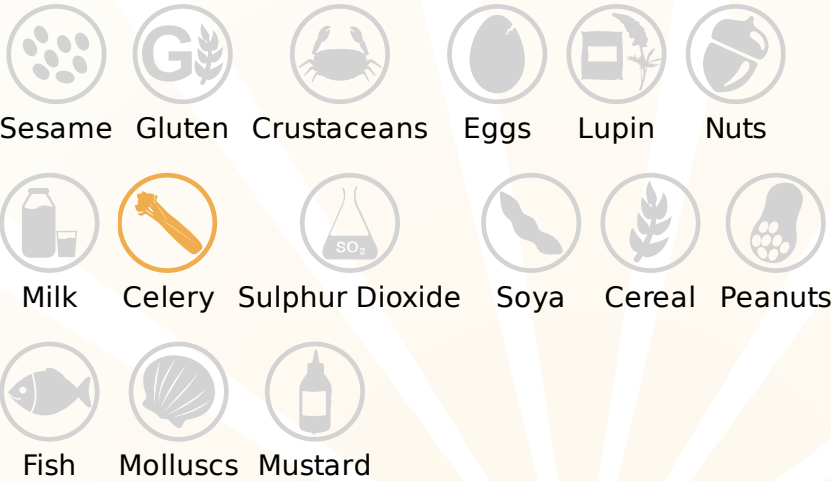 G
Sesame Gluten Crustaceans Eggs Lupin Nuts
SO₂
Milk Celery Sulphur Dioxide Soya Cereal Peanuts
Fish Molluscs Mustard